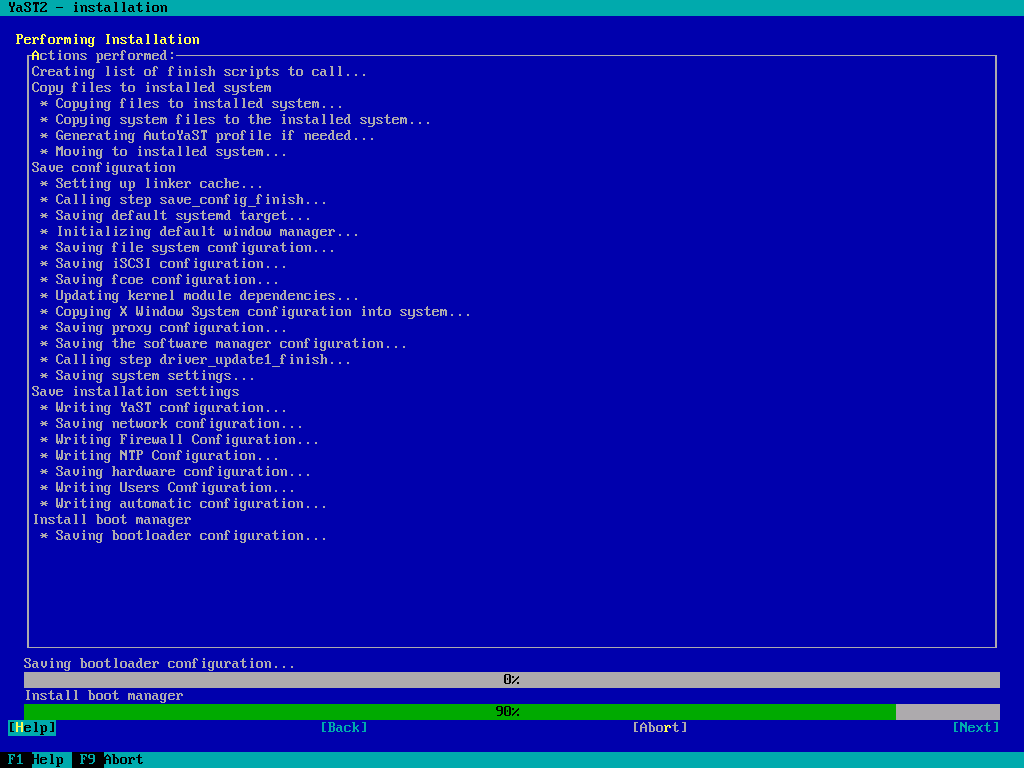 YaST2 - installation
Performing Installation
Actions performed:
Creating list of finish scripts to call...
Copy files to installed system
* Copying files to installed system...
* Copying system files to the installed system...
* Generating AutoYaST profile if needed...
* Moving to installed system...
Save configuration
* Setting up linker cache...
* Calling step save_config_finish...
* Saving default systemd target...
* Initializing default window manager...
* Saving file system configuration...
* Saving iSCSI configuration...
* Saving fcoe configuration...
* Updating kernel module dependencies...
* Copying X Window System configuration into system...
* Saving proxy configuration...
* Saving the software manager configuration...
* Calling step driver_update1_finish...
* Saving system settings...
Save installation settings
* Writing YaST configuration...
* Saving network configuration...
* Writing Firewall Configuration...
* Writing NTP Configuration...
* Saving hardware configuration...
* Writing Users Configuration...
* Writing automatic configuration...
Install boot manager
* Saving bootloader configuration...
Saving bootloader configuration...
0%
Install boot manager
90%
[Help] [Back] [Abort] [Next]
F1 Help F9 Abort